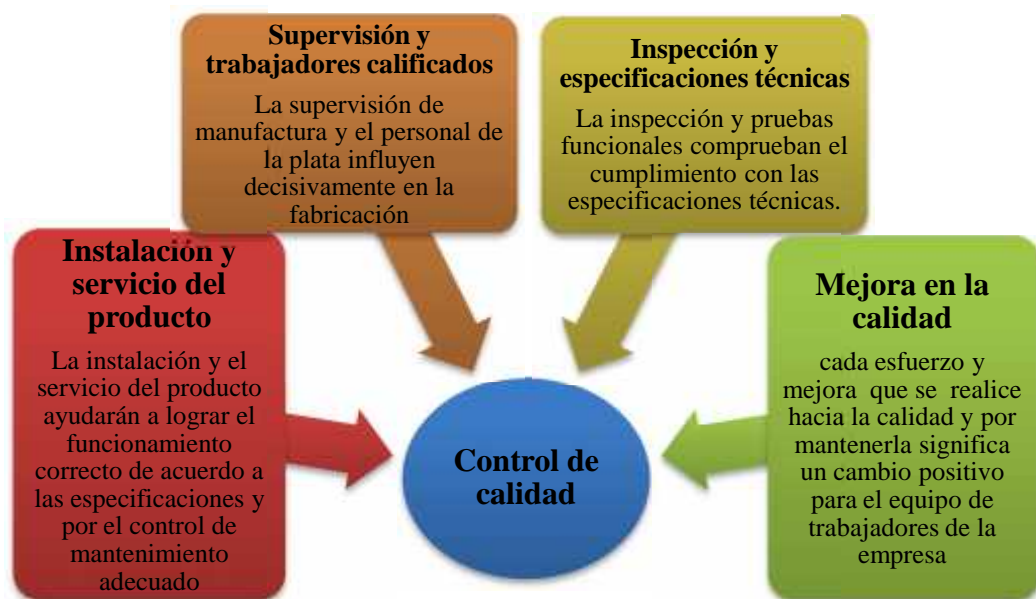 Supervisión y
trabajadores calificados
La supervisión de
manufactura y el personal de
la plata influyen
decisivamente en la
fabricación
Inspección y
especificaciones técnicas
La inspección y pruebas
funcionales comprueban el
cumplimiento con las
especificaciones técnicas.
Instalación y
servicio del
producto
La instalación y el
servicio del producto
ayudarán a lograr el
funcionamiento
correcto de acuerdo a
las especificaciones y
por el control de
mantenimiento
adecuado
Mejora en la
calidad
cada esfuerzo y
mejora que se realice
hacia la calidad y por
mantenerla significa
un cambio positivo
para el equipo de
trabajadores de la
empresa
Control de
calidad